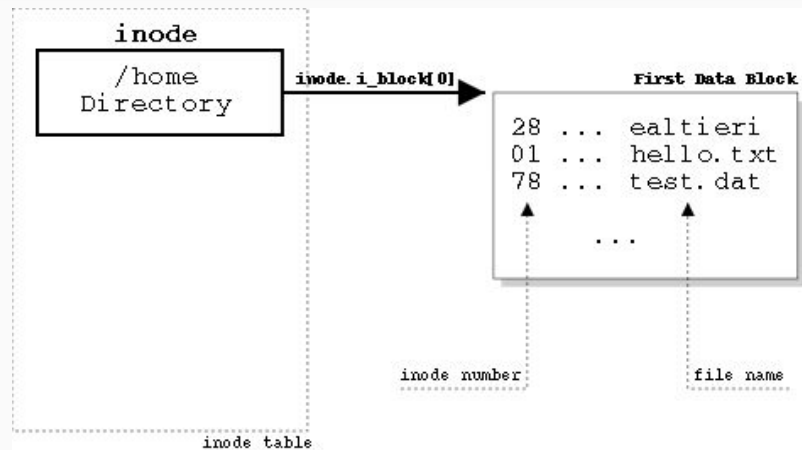 inode
/home
Directory
inode.i_block[0]
First Data Block
28 ... ealtieri
01 ... hello.txt
78 ... test.dat
...
inode number
file name
inode table